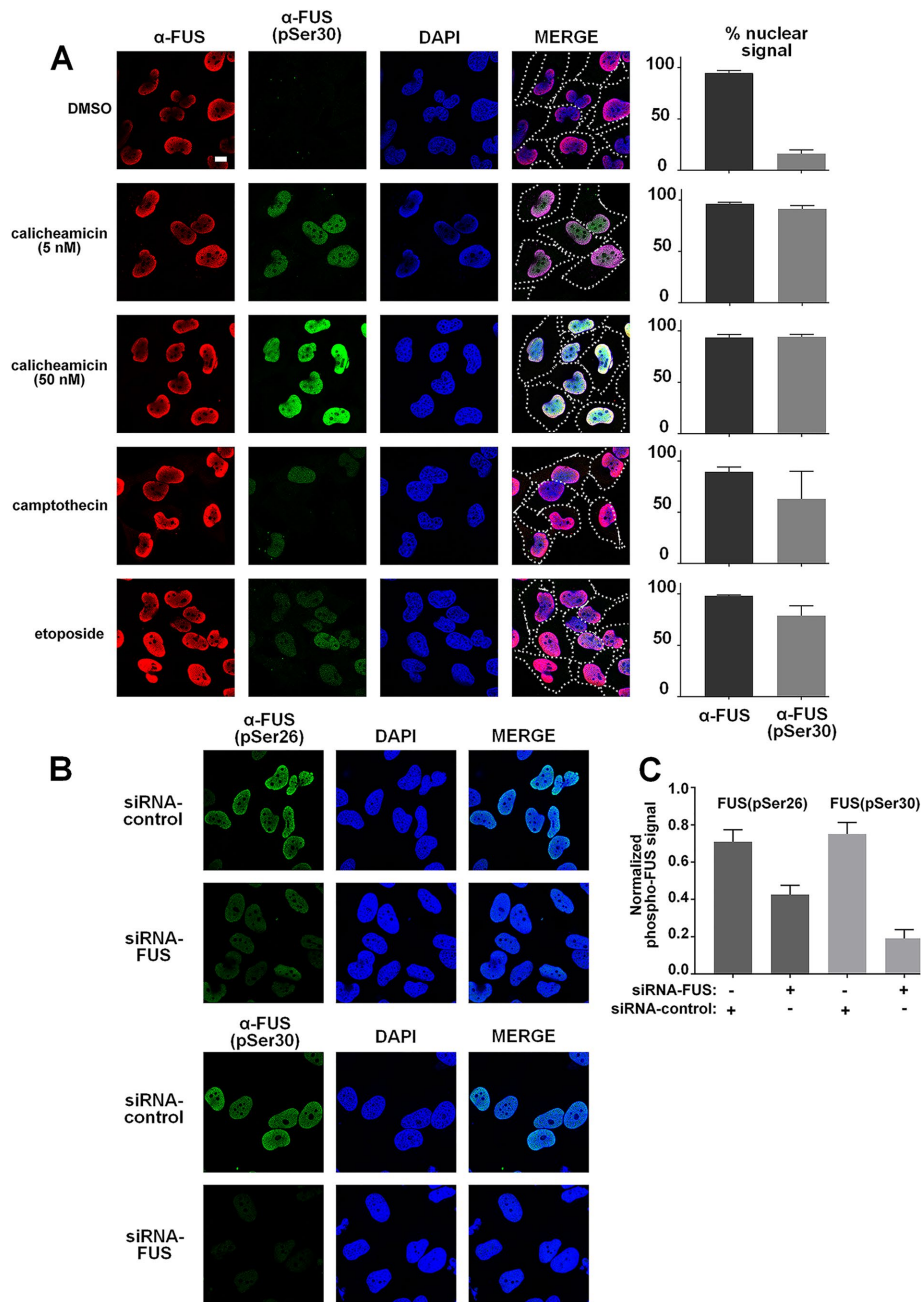 α-FUS
α-FUS
(pSer30)
DAPI
MERGE
% nuclear
signal
A
DMSO
100
50
0
calicheamicin
(5 nM)
100
50
0
calicheamicin
(50 nM)
100
50
0
camptothecin
100
50
0
etoposide
100
50
0
α-FUS
α-FUS
(pSer30)
B
α-FUS
(pSer26)
DAPI
MERGE
siRNA-
control
siRNA-
FUS
α-FUS
(pSer30)
DAPI
MERGE
siRNA-
control
siRNA-
FUS
C
Normalized
phospho-FUS signal
1.0
0.8
0.6
0.4
0.2
0.0
FUS(pSer26) FUS(pSer30)
siRNA-FUS: - + - +
siRNA-control: + - + -